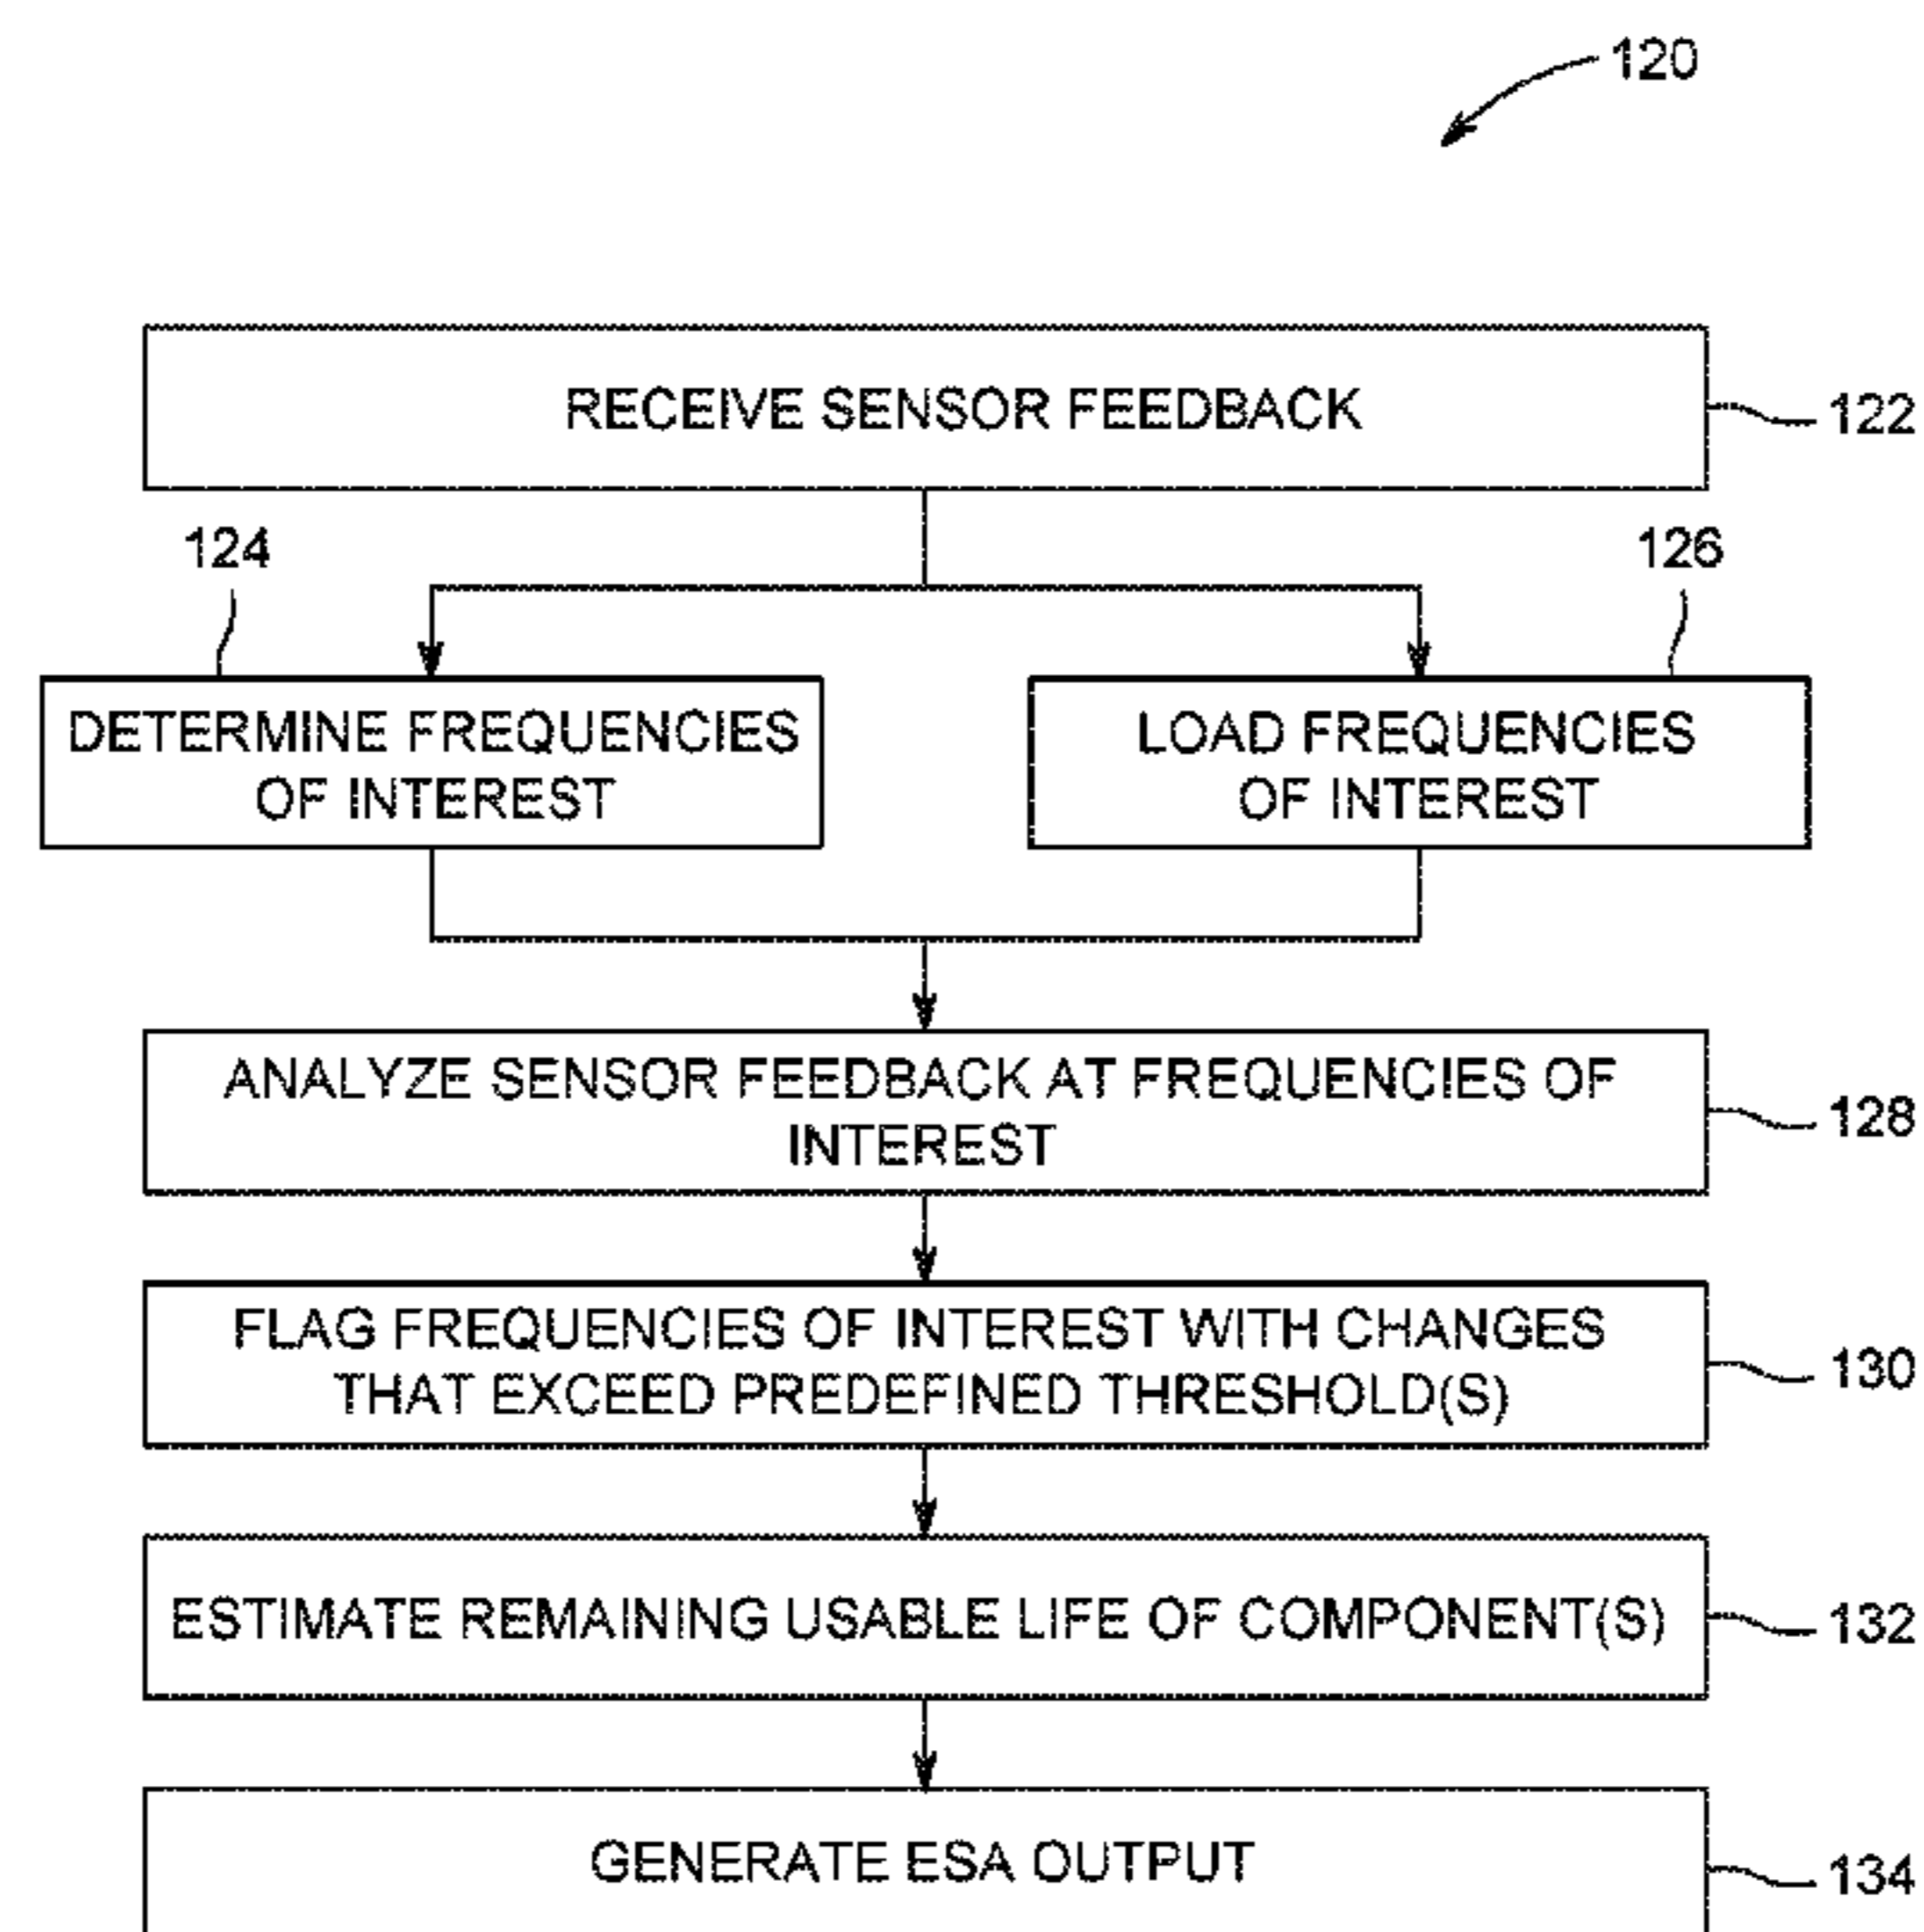 120
RECEIVE SENSOR FEEDBACK
122
124
126
DETERMINE FREQUENCIES
OF INTEREST
LOAD FREQUENCIES
OF INTEREST
ANALYZE SENSOR FEEDBACK AT FREQUENCIES OF
INTEREST
128
FLAG FREQUENCIES OF INTEREST WITH CHANGES
THAT EXCEED PREDEFINED THRESHOLD(S)
130
ESTIMATE REMAINING USABLE LIFE OF COMPONENT(S)
132
GENERATE ESA OUTPUT
134